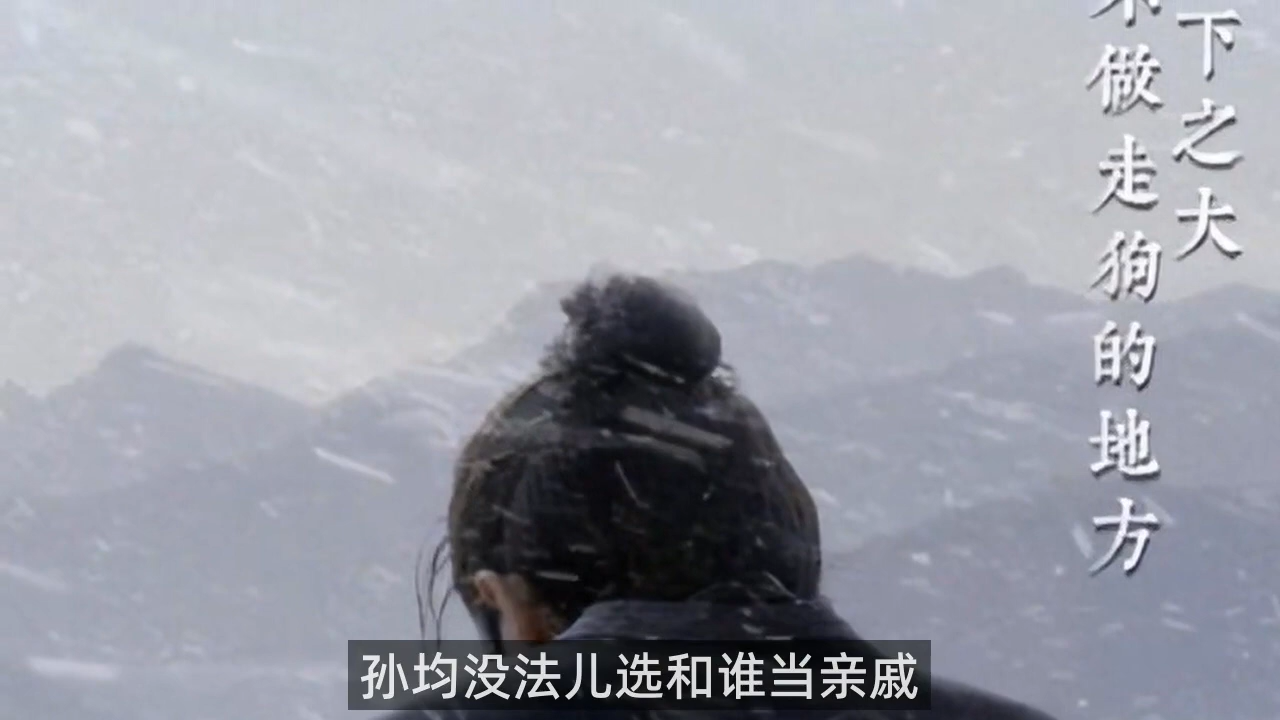 下之大
做走狗的地方
孙均没法儿选和谁当亲戚